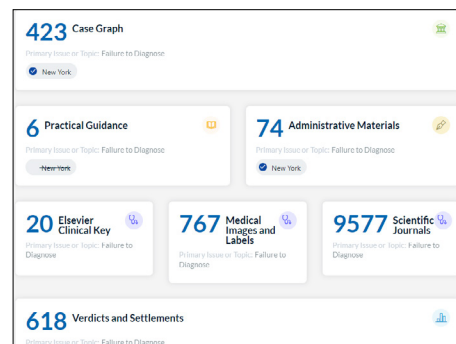 423 Case Graph
Primary Issue or Topic: Failure to Diagnose
New York
6 Practical Guidance
Primary Issue or Topic: Failure to Diagnose
New York
74 Administrative Materials
Primary Issue or Topic: Failure to Diagnose
New York
20 Elsevier
Clinical Key
Primary Issue or Topic: Failure to
Diagnose
767 Medical
Images and
Labels
Primary Issue or Topic: Failure to
Diagnose
9577 Scientific
Journals
Primary Issue or Topic: Failure to
Diagnose
618 Verdicts and Settlements
Primary Issue or Topic: Failure to Diagnose